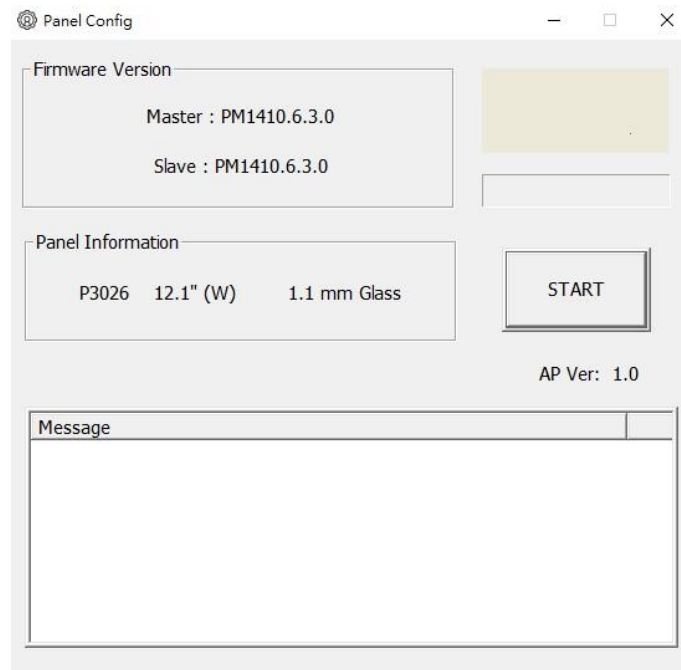 Panel Config
Firmware Version
Master : PM1410.6.3.0
Slave : PM1410.6.3.0
Panel Information
P3026 12.1" (W) 1.1 mm Glass
START
AP Ver: 1.0
Message